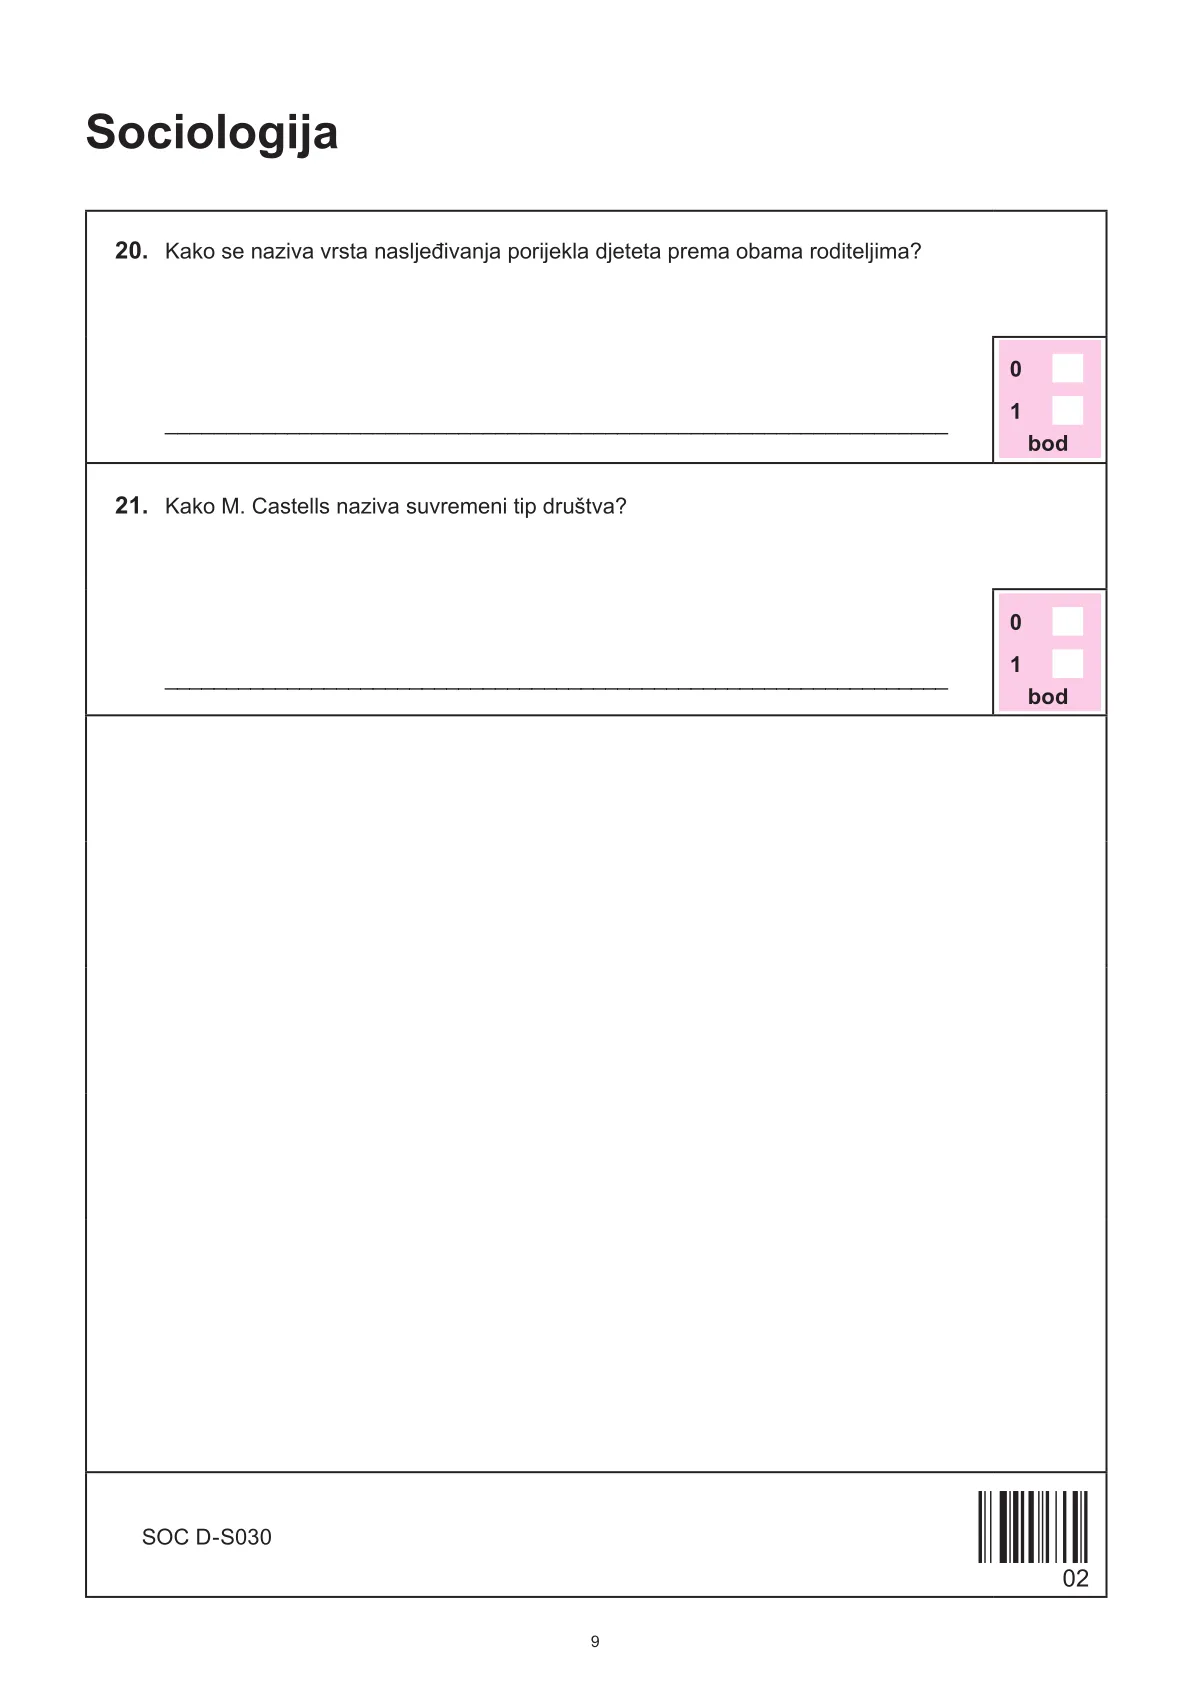 Sociologija
20. Kako se naziva vrsta nasljeđivanja porijekla djeteta prema obama roditeljima?
0
1
bod
21. Kako M. Castells naziva suvremeni tip društva?
0
1
bod
SOC D-S030
02
9